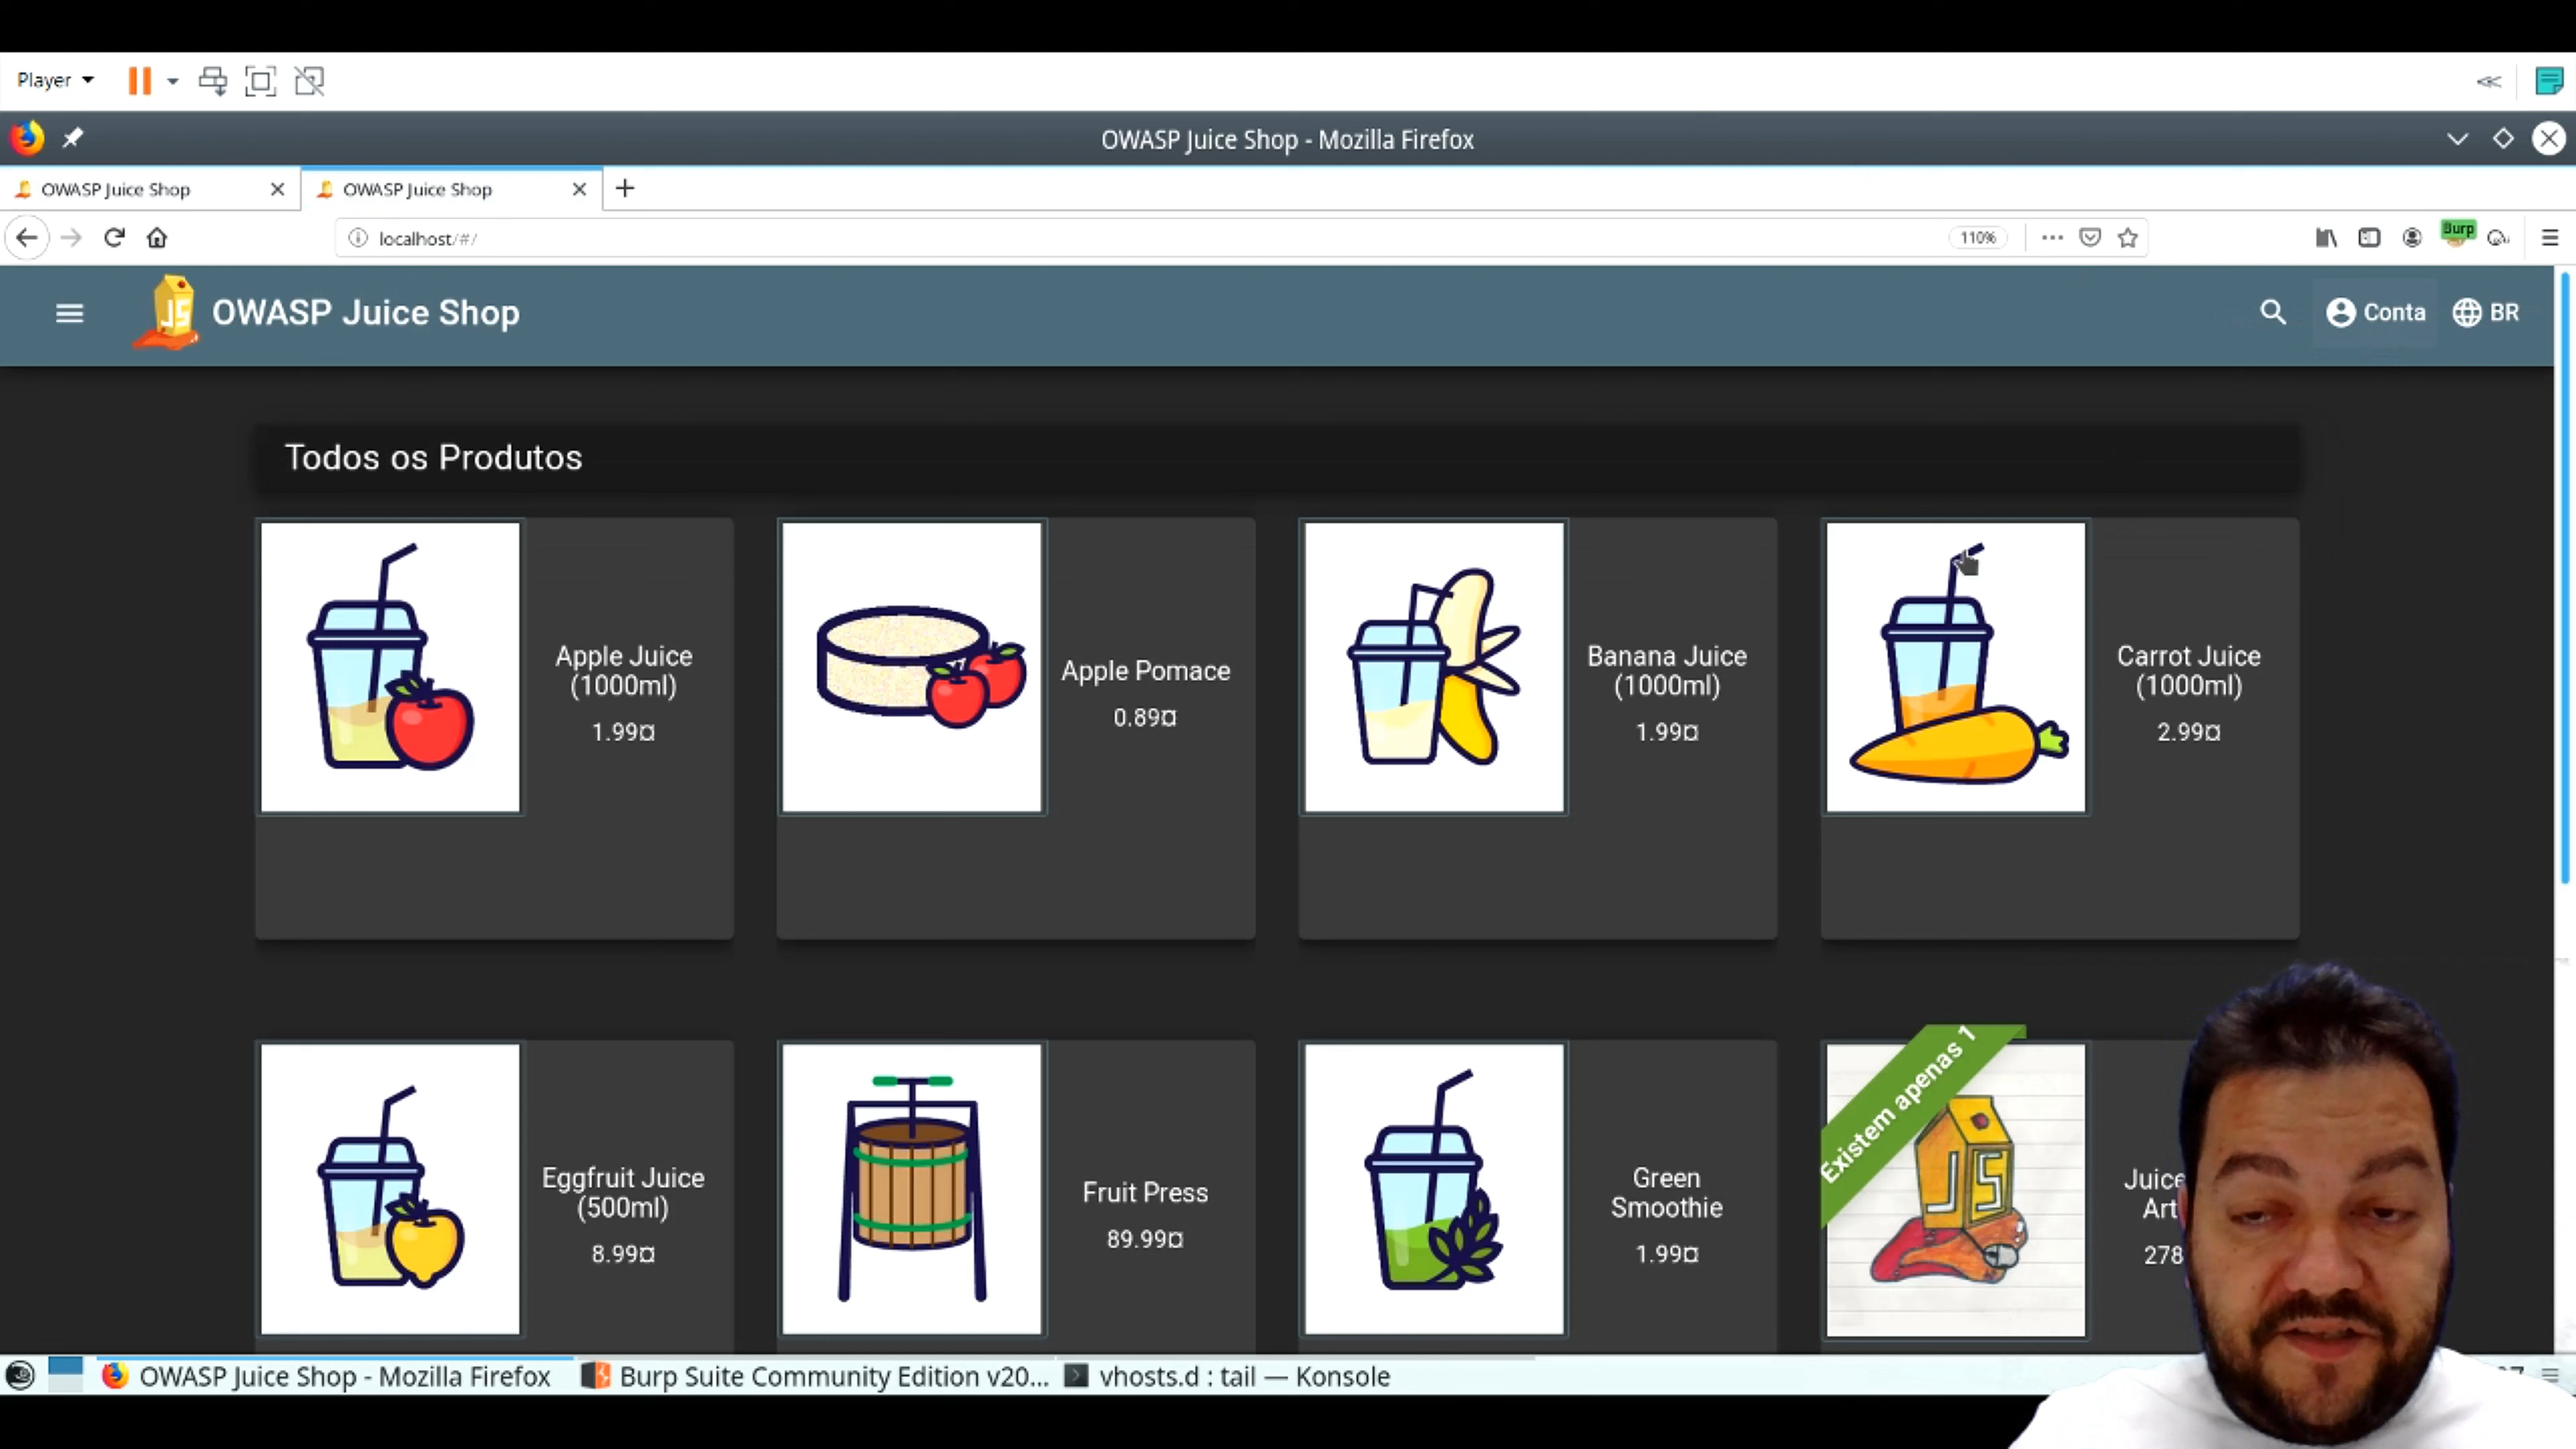 Player
OWASP Juice Shop - Mozilla Firefox
OWASP Juice Shop
OWASP Juice Shop
localhost/#/
110%
Burp
JS
OWASP Juice Shop
Conta
BR
Todos os Produtos
Apple Juice
(1000ml)
1.99¤
Apple Pomace
0.89¤
Banana Juice
(1000ml)
1.99¤
Carrot Juice
(1000ml)
2.99¤
Eggfruit Juice
(500ml)
8.99¤
Fruit Press
89.99¤
Green
Smoothie
1.99¤
Existem apenas 1
JS
Juice
Art
278
OWASP Juice Shop - Mozilla Firefox
Burp Suite Community Edition v20...
vhosts.d : tail — Konsole